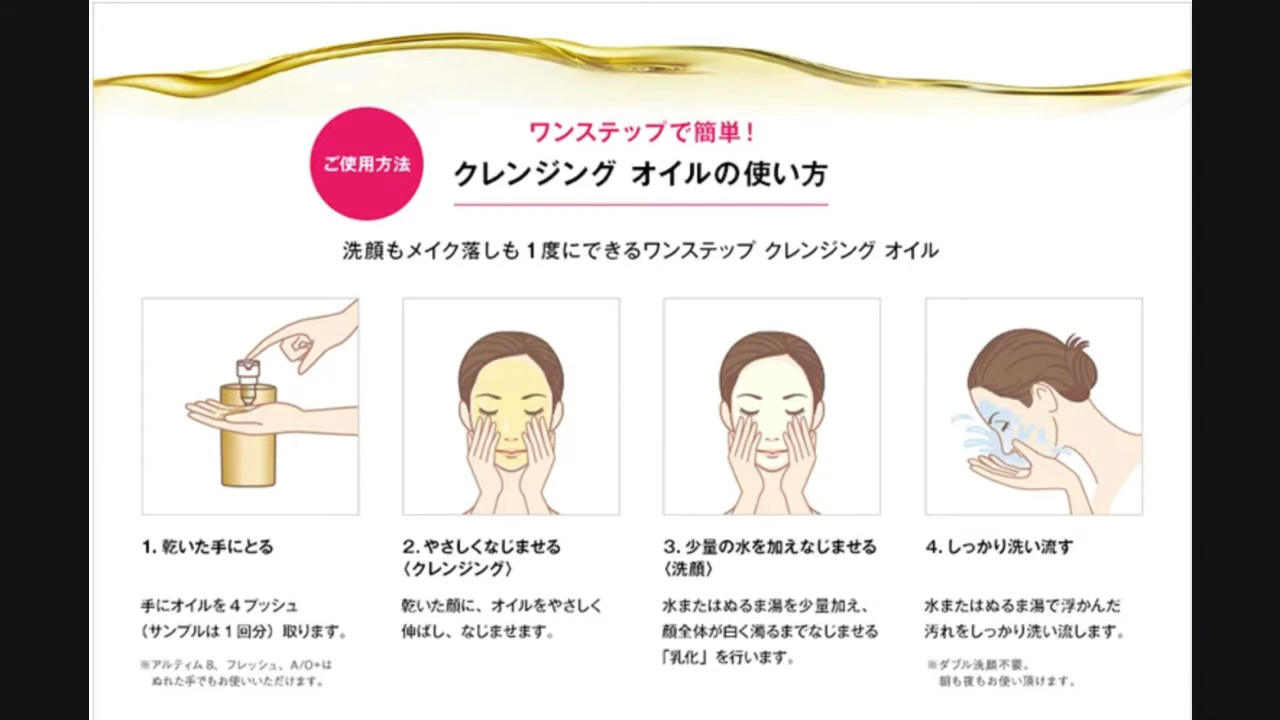 ご使用方法
ワンステップで簡単！
クレンジング オイルの使い方
洗顔もメイク落しも1度にできるワンステップ クレンジング オイル
1. 乾いた手にとる
手にオイルを4プッシュ
（サンプルは1回分）取ります。
※アルティム8、フレッシュ、A/O+は
ぬれた手でもお使いいただけます。
2. やさしくなじませる
〈クレンジング〉
乾いた顔に、オイルをやさしく
伸ばし、なじませます。
3. 少量の水を加えなじませる
〈洗顔〉
水またはぬるま湯を少量加え、
顔全体が白く濁るまでなじませる
「乳化」を行います。
4. しっかり洗い流す
水またはぬるま湯で浮かんだ
汚れをしっかり洗い流します。
※ダブル洗顔不要。
朝も夜もお使い頂けます。